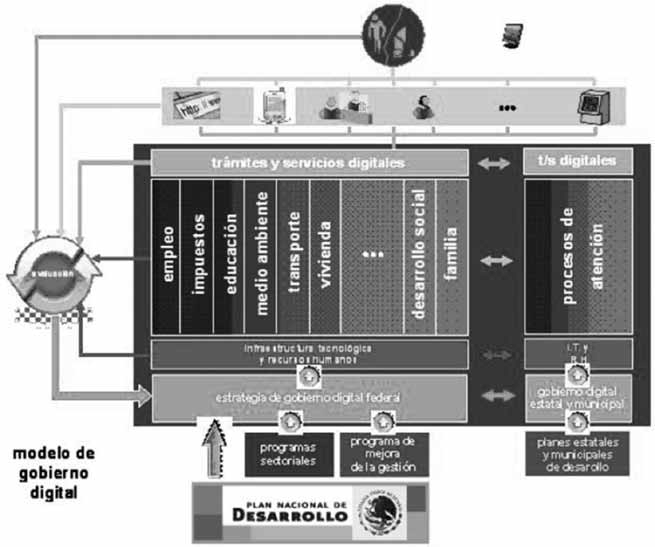 http://ww
trámites y servicios digitales
t/s digitales
empleo
impuestos
educación
medio ambiente
transporte
vivienda
...
desarrollo social
familia
procesos de
atención
evaluación
infraestructura tecnológica
y recursos humanos
I.T. y
R.H.
estrategia de gobierno digital federal
gobierno digital
estatal y municipal
programas
sectoriales
programa de
mejora
de la gestión
planes estatales
y municipales
de desarollo
modelo de
gobierno
digital
PLAN NACIONAL DE
DESARROLLO